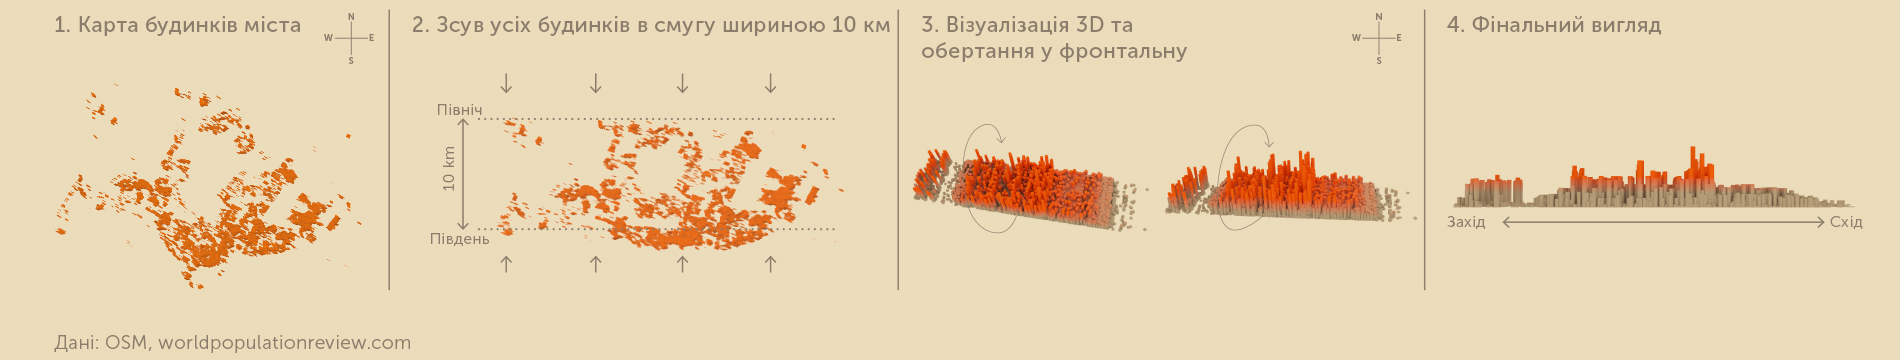 1. Карта будинків міста
N
W E
S
2. Зсув усіх будинків в смугу шириною 10 км
Північ
10 km
Південь
3. Візуалізація 3D та
обертання у фронтальну
N
W E
S
4. Фінальний вигляд
Захід
Схід
Дані: OSM, worldpopulationreview.com